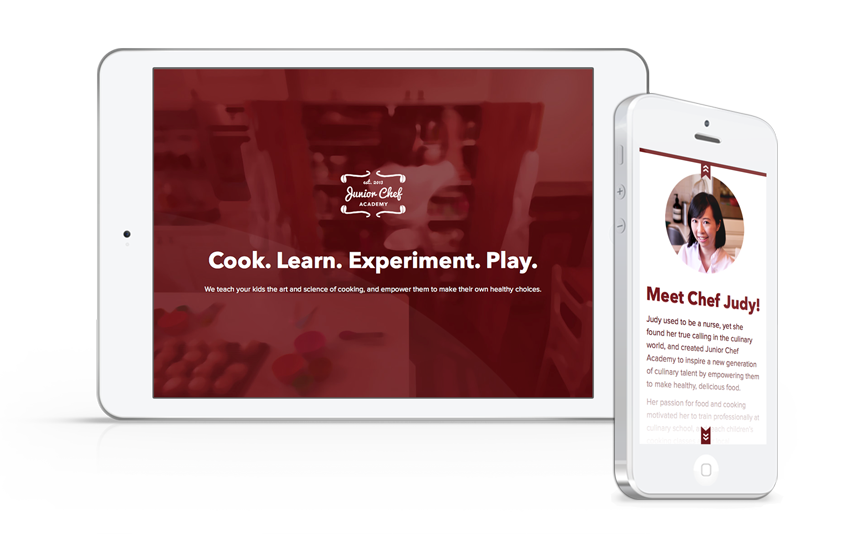 est. 2012
Junior Chef
ACADEMY
Cook. Learn. Experiment. Play.
We teach your kids the art and science of cooking, and empower them to make their own healthy choices.
Meet Chef Judy!
Judy used to be a nurse, yet she
found her true calling in the culinary
world, and created Junior Chef
Academy to inspire a new generation
of culinary talent by empowering them
to make healthy, delicious food.
Her passion for food and cooking
motivated her to train professionally at
culinary school, children's